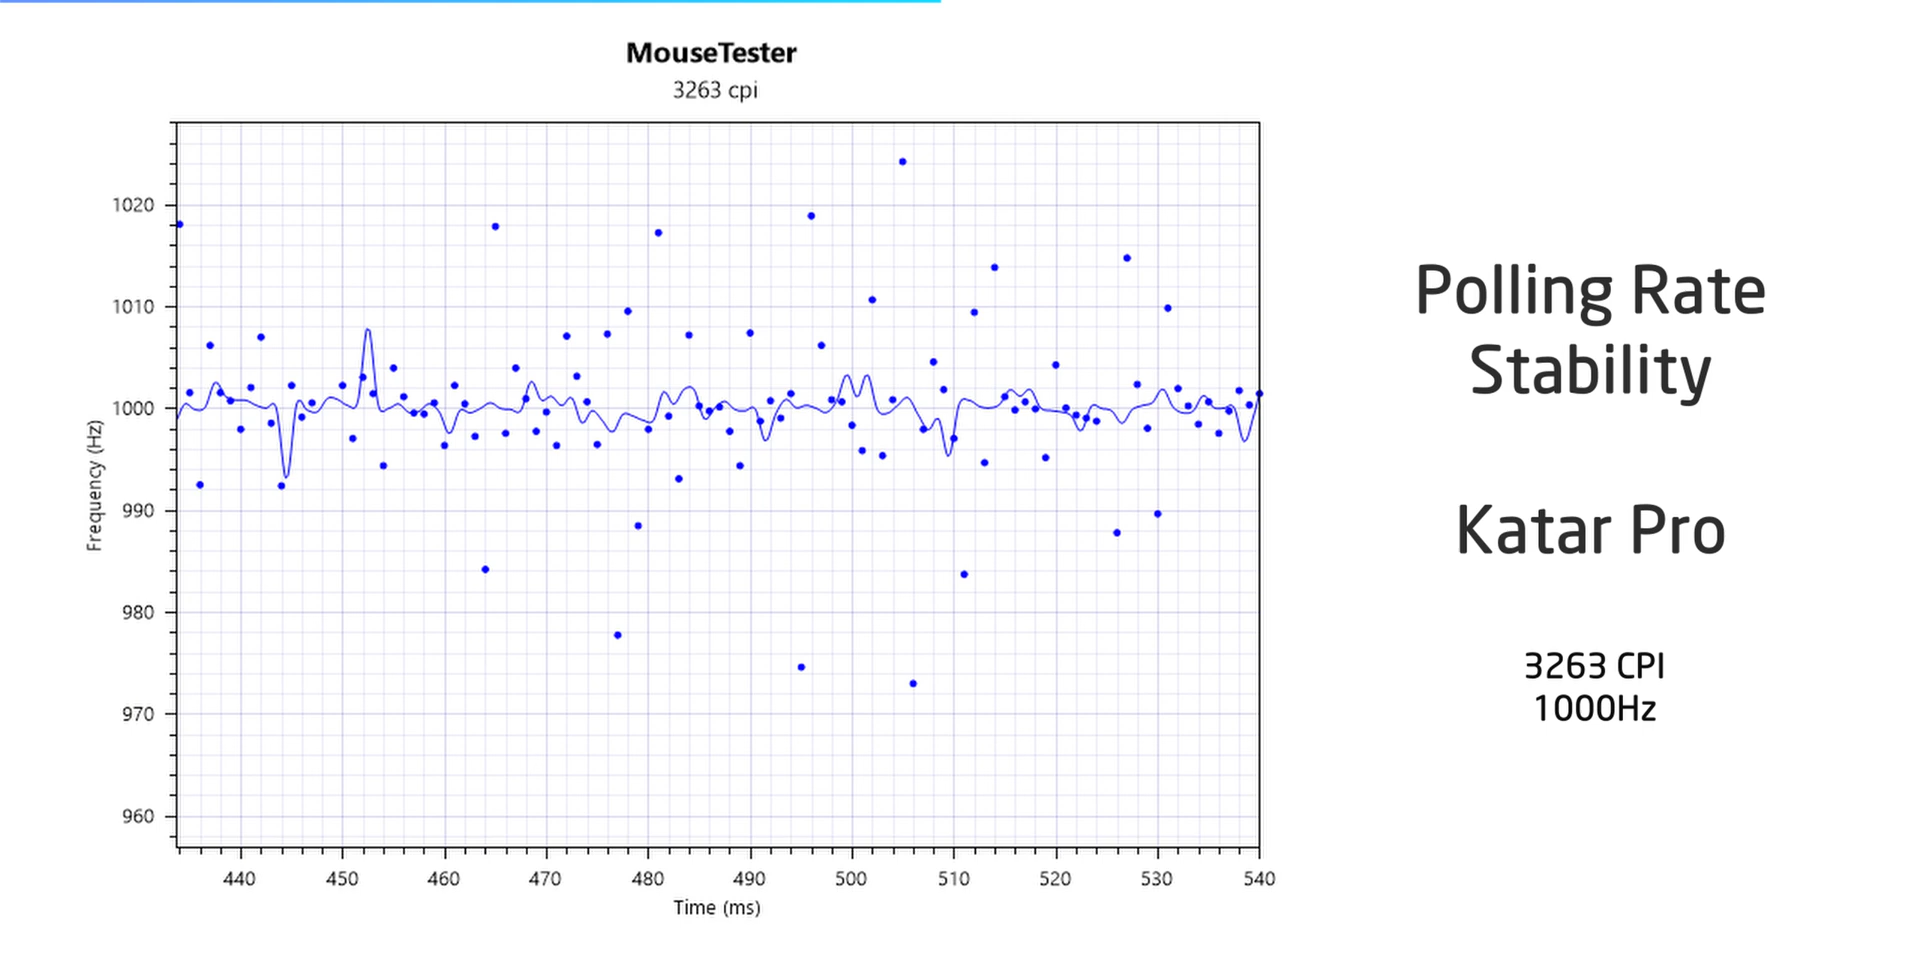 MouseTester
3263 cpi
1020
1010
1000
990
980
970
960
Frequency (Hz)
440 450 460 470 480 490 500 510 520 530 540
Time (ms)
Polling Rate
Stability
Katar Pro
3263 CPI
1000Hz